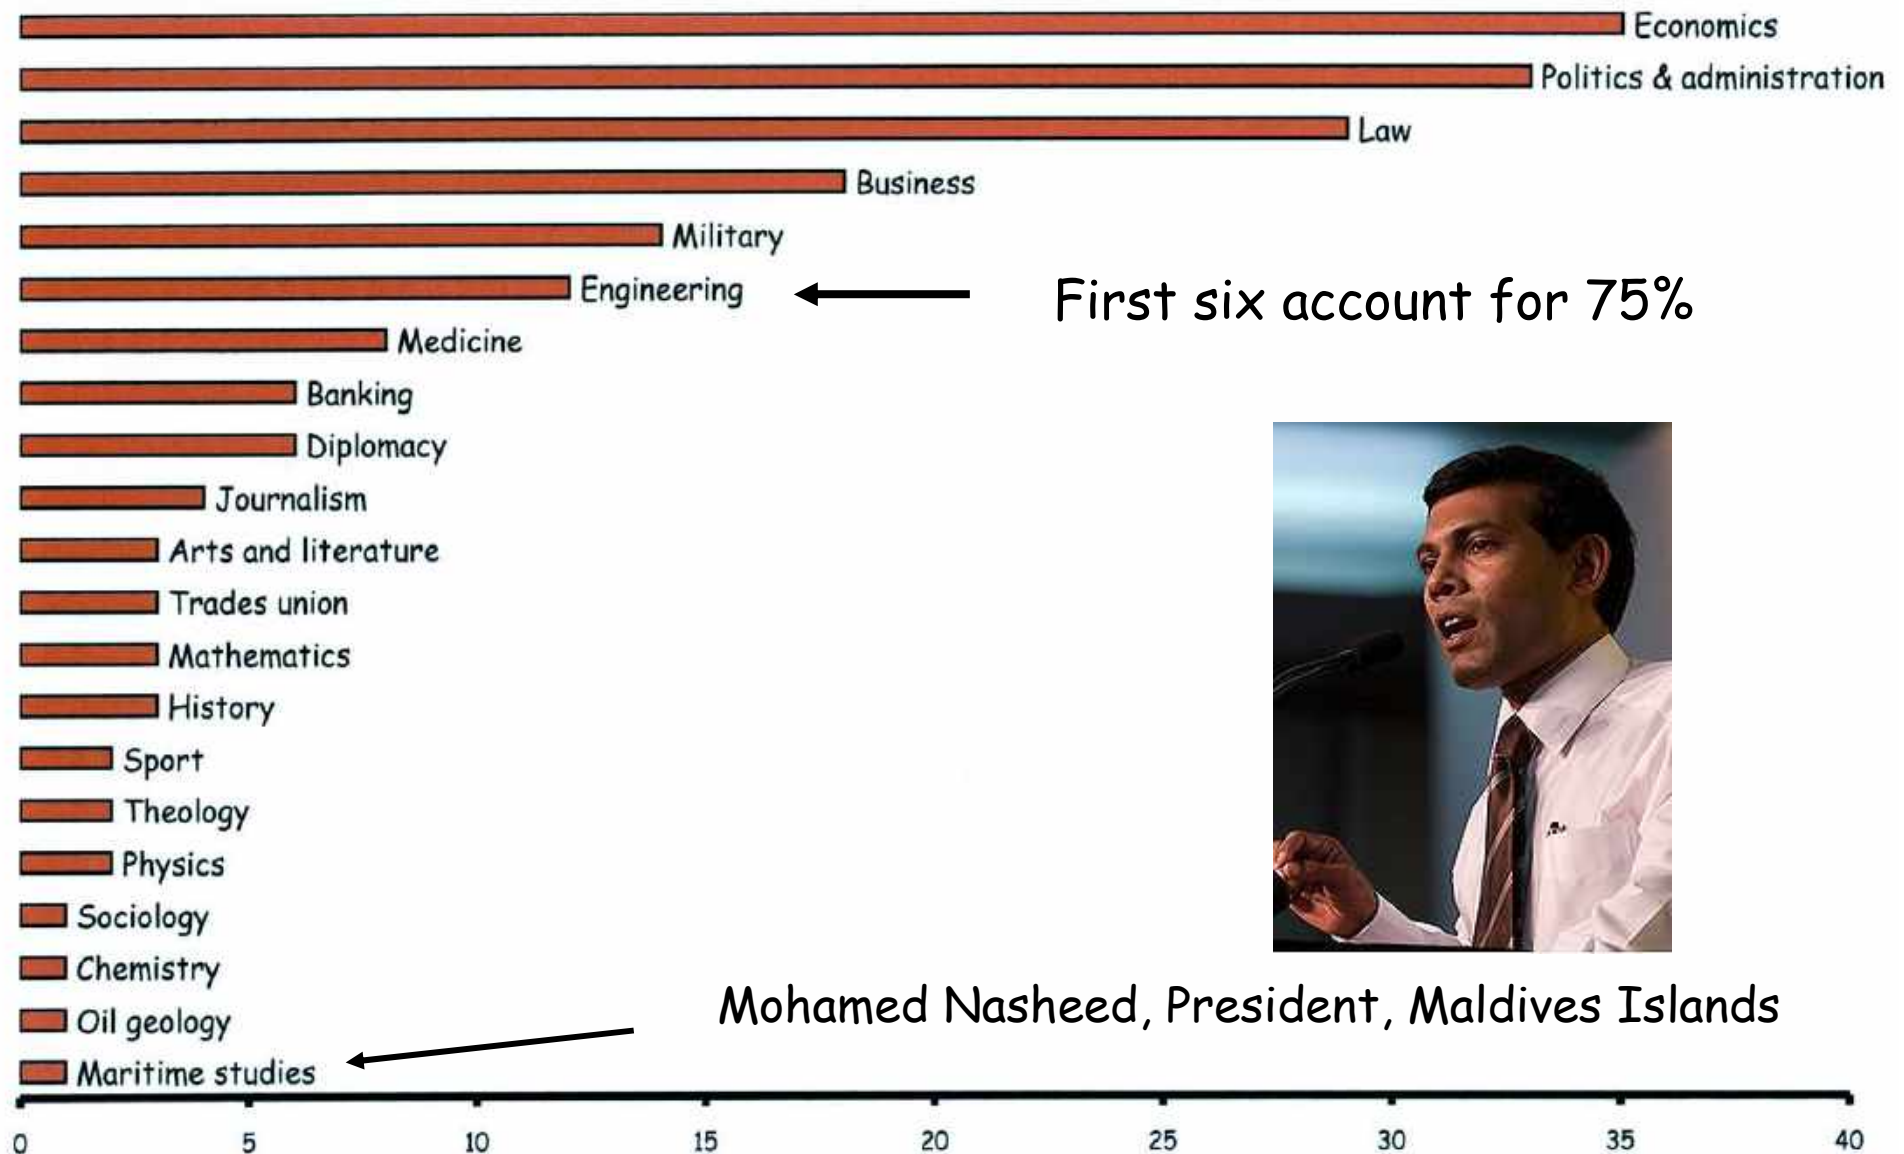 Economics
Politics & administration
Law
Business
Military
Engineering
First six account for 75%
Medicine
Banking
Diplomacy
Journalism
Arts and literature
Trades union
Mathematics
History
Sport
Theology
Physics
Sociology
Chemistry
Mohamed Nasheed, President, Maldives Islands
Oil geology
Maritime studies
0 5 10 15 20 25 30 35 40